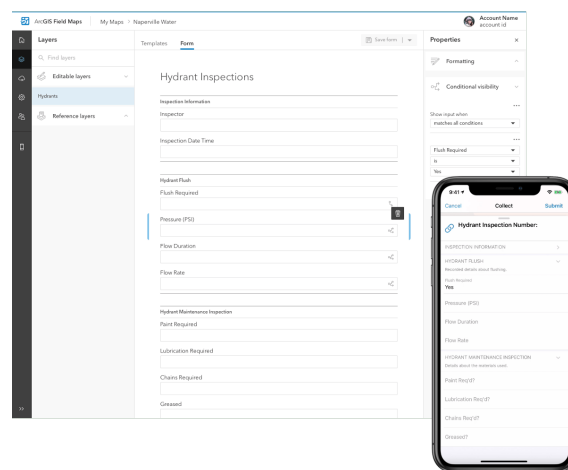 ArcGIS Field Maps
My Maps > Naperville Water
Account Name
account id
Layers
Find layers
Editable layers
Hydrants
Reference layers
Templates
Form
Save form
Hydrant Inspections
Inspection Information
Inspector
Inspection Date Time
Hydrant Flush
Flush Required
Pressure (PSI)
Flow Duration
Flow Rate
Hydrant Maintenance Inspection
Paint Required
Lubrication Required
Chains Required
Greased
Properties
Formatting
Conditional visibility
Show input when
matches all conditions
Flush Required
is
Yes
9:41
Cancel
Collect
Submit
Hydrant Inspection Number:
INSPECTION INFORMATION
HYDRANT FLUSH
Recorded details about flushing
Flush Required
Yes
Pressure (PSI)
Flow Duration
Flow Rate
HYDRANT MAINTENANCE INSPECTION
Details about the materials used
Paint Req'd?
Lubrication Req'd?
Chains Req'd?
Greased?